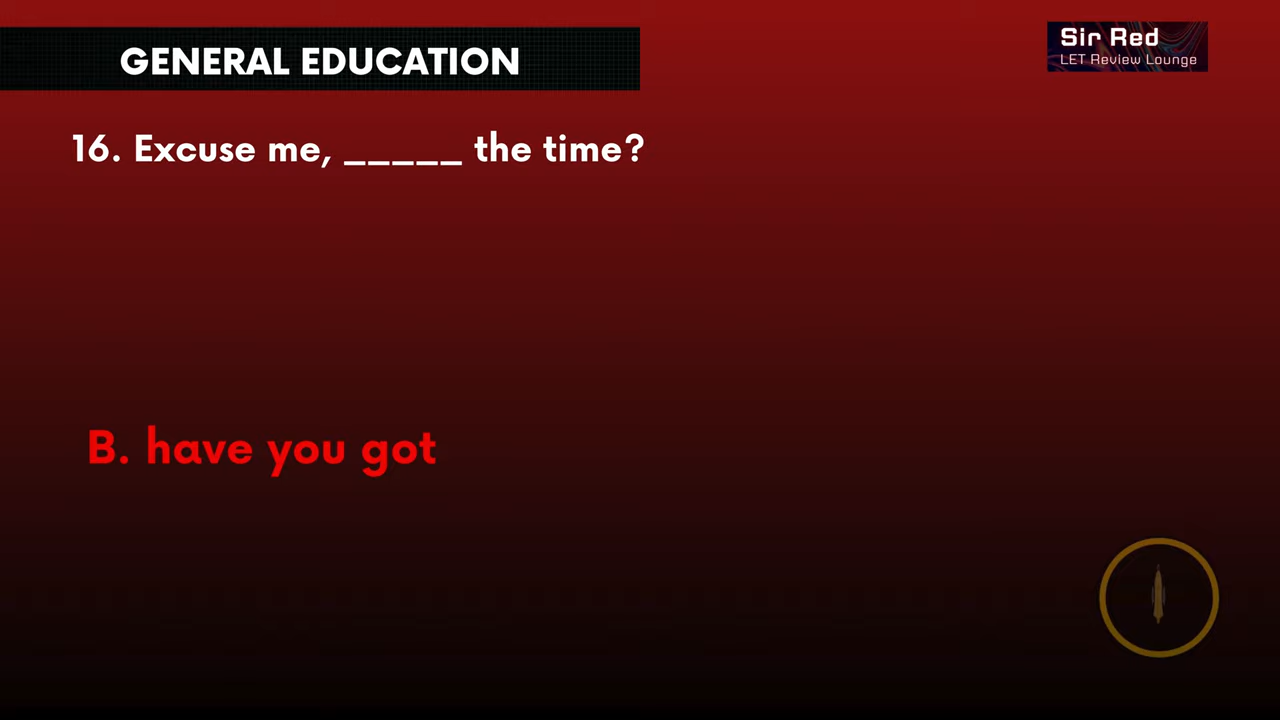 GENERAL EDUCATION
Sir Red
LET Review Lounge
16. Excuse me, _____ the time?
B. have you got